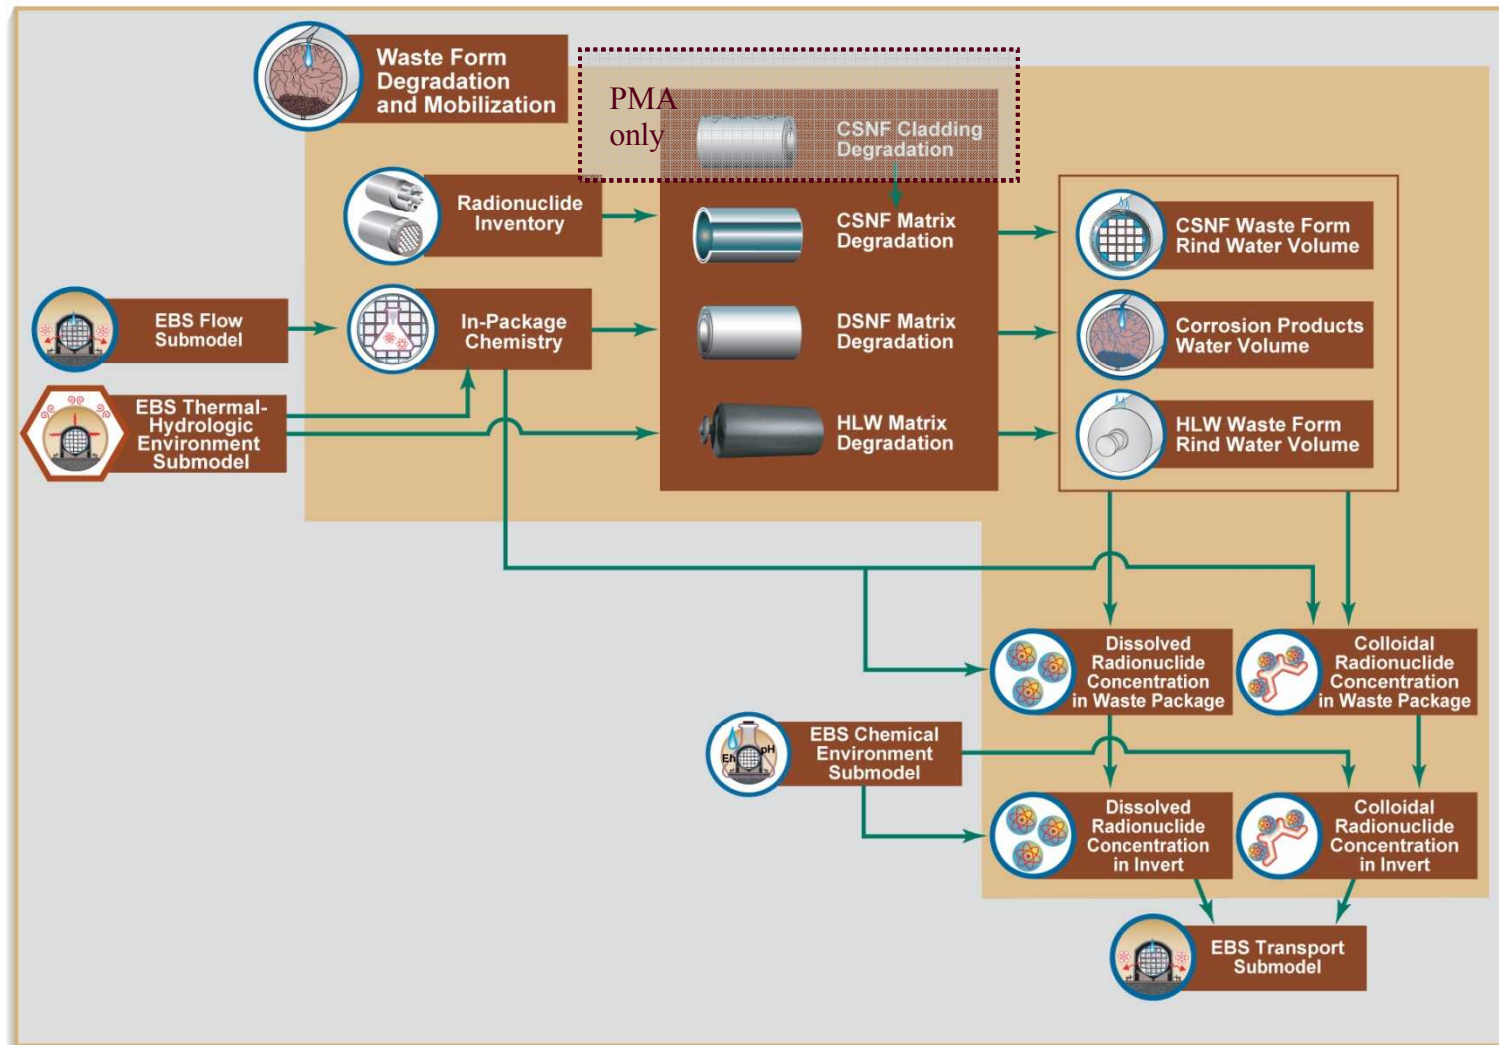 Waste Form
Degradation
and Mobilization
PMA
only
CSNF Cladding
Degradation
Radionuclide
Inventory
CSNF Matrix
Degradation
CSNF Waste Form
Rind Water Volume
EBS Flow
Submodel
In-Package
Chemistry
DSNF Matrix
Degradation
Corrosion Products
Water Volume
EBS Thermal-
Hydrologic
Environment
Submodel
HLW Matrix
Degradation
HLW Waste Form
Rind Water Volume
Dissolved
Radionuclide
Concentration
in Waste Package
Colloidal
Radionuclide
Concentration
in Waste Package
Eh
pH
EBS Chemical
Environment
Submodel
Dissolved
Radionuclide
Concentration
in Invert
Colloidal
Radionuclide
Concentration
in Invert
EBS Transport
Submodel